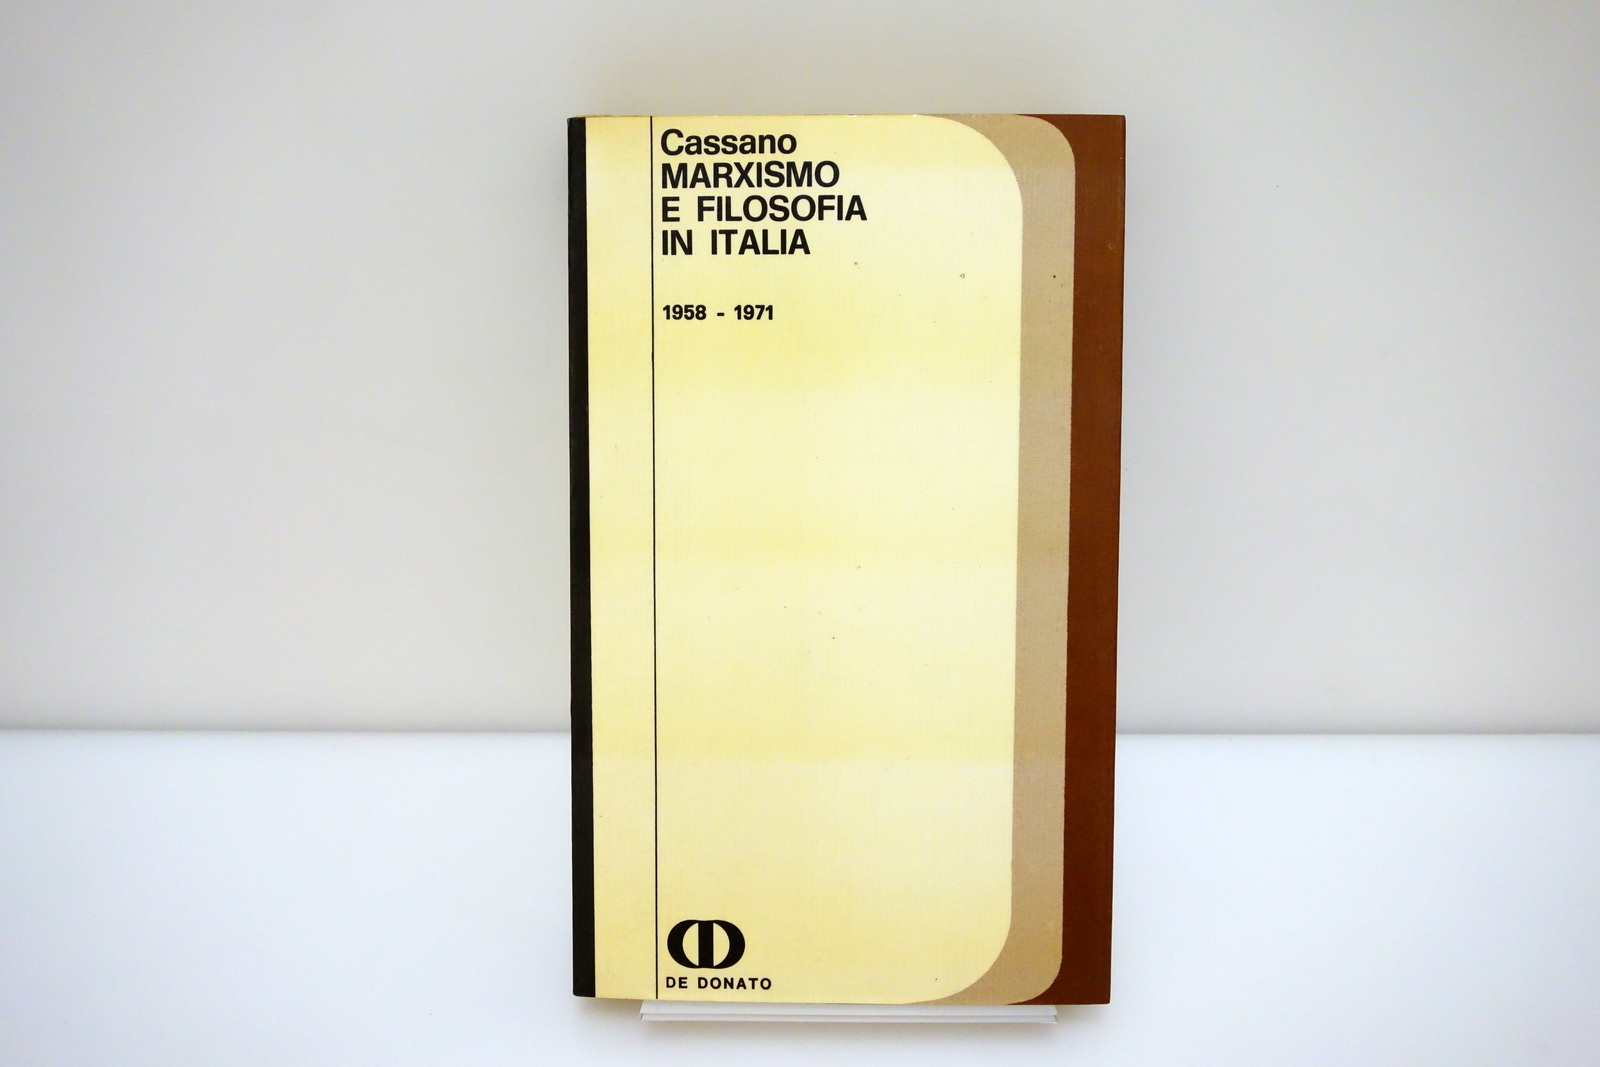 Cassano
MARXISMO
E FILOSOFIA
IN ITALIA
1958 - 1971
DE DONATO